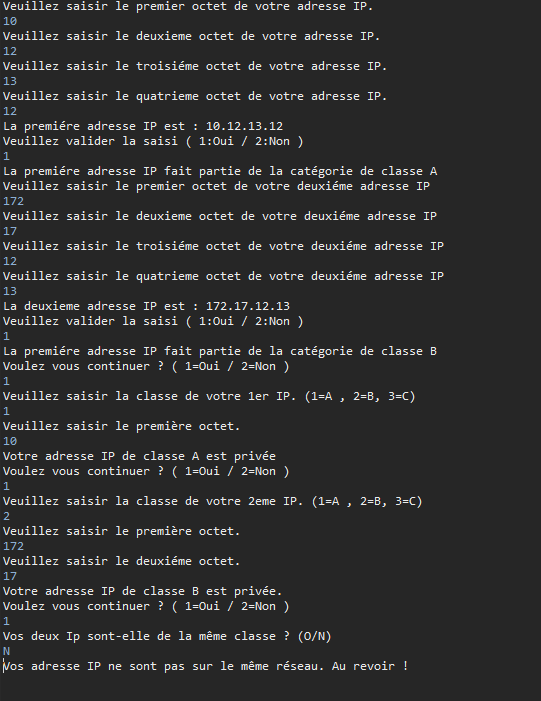 Veuillez saisir le premier octet de votre adresse IP.
10
Veuillez saisir le deuxieme octet de votre adresse IP.
12
Veuillez saisir le troisiéme octet de votre adresse IP.
13
Veuillez saisir le quatrieme octet de votre adresse IP.
12
La premiére adresse IP est : 10.12.13.12
Veuillez valider la saisi ( 1:Oui / 2:Non )
1
La premiére adresse IP fait partie de la catégorie de classe A
Veuillez saisir le premier octet de votre deuxiéme adresse IP
172
Veuillez saisir le deuxieme octet de votre deuxiéme adresse IP
17
Veuillez saisir le troisiéme octet de votre deuxiéme adresse IP
12
Veuillez saisir le quatrieme octet de votre deuxiéme adresse IP
13
La deuxieme adresse IP est : 172.17.12.13
Veuillez valider la saisi ( 1:Oui / 2:Non )
1
La premiére adresse IP fait partie de la catégorie de classe B
Voulez vous continuer ? ( 1=Oui / 2=Non )
1
Veuillez saisir la classe de votre 1er IP. (1=A , 2=B, 3=C)
1
Veuillez saisir le première octet.
10
Votre adresse IP de classe A est privée
Voulez vous continuer ? ( 1=Oui / 2=Non )
1
Veuillez saisir la classe de votre 2eme IP. (1=A , 2=B, 3=C)
2
Veuillez saisir le première octet.
172
Veuillez saisir le deuxiéme octet.
17
Votre adresse IP de classe B est privée.
Voulez vous continuer ? ( 1=Oui / 2=Non )
1
Vos deux Ip sont-elle de la même classe ? (O/N)
N
Vos adresse IP ne sont pas sur le même réseau. Au revoir !